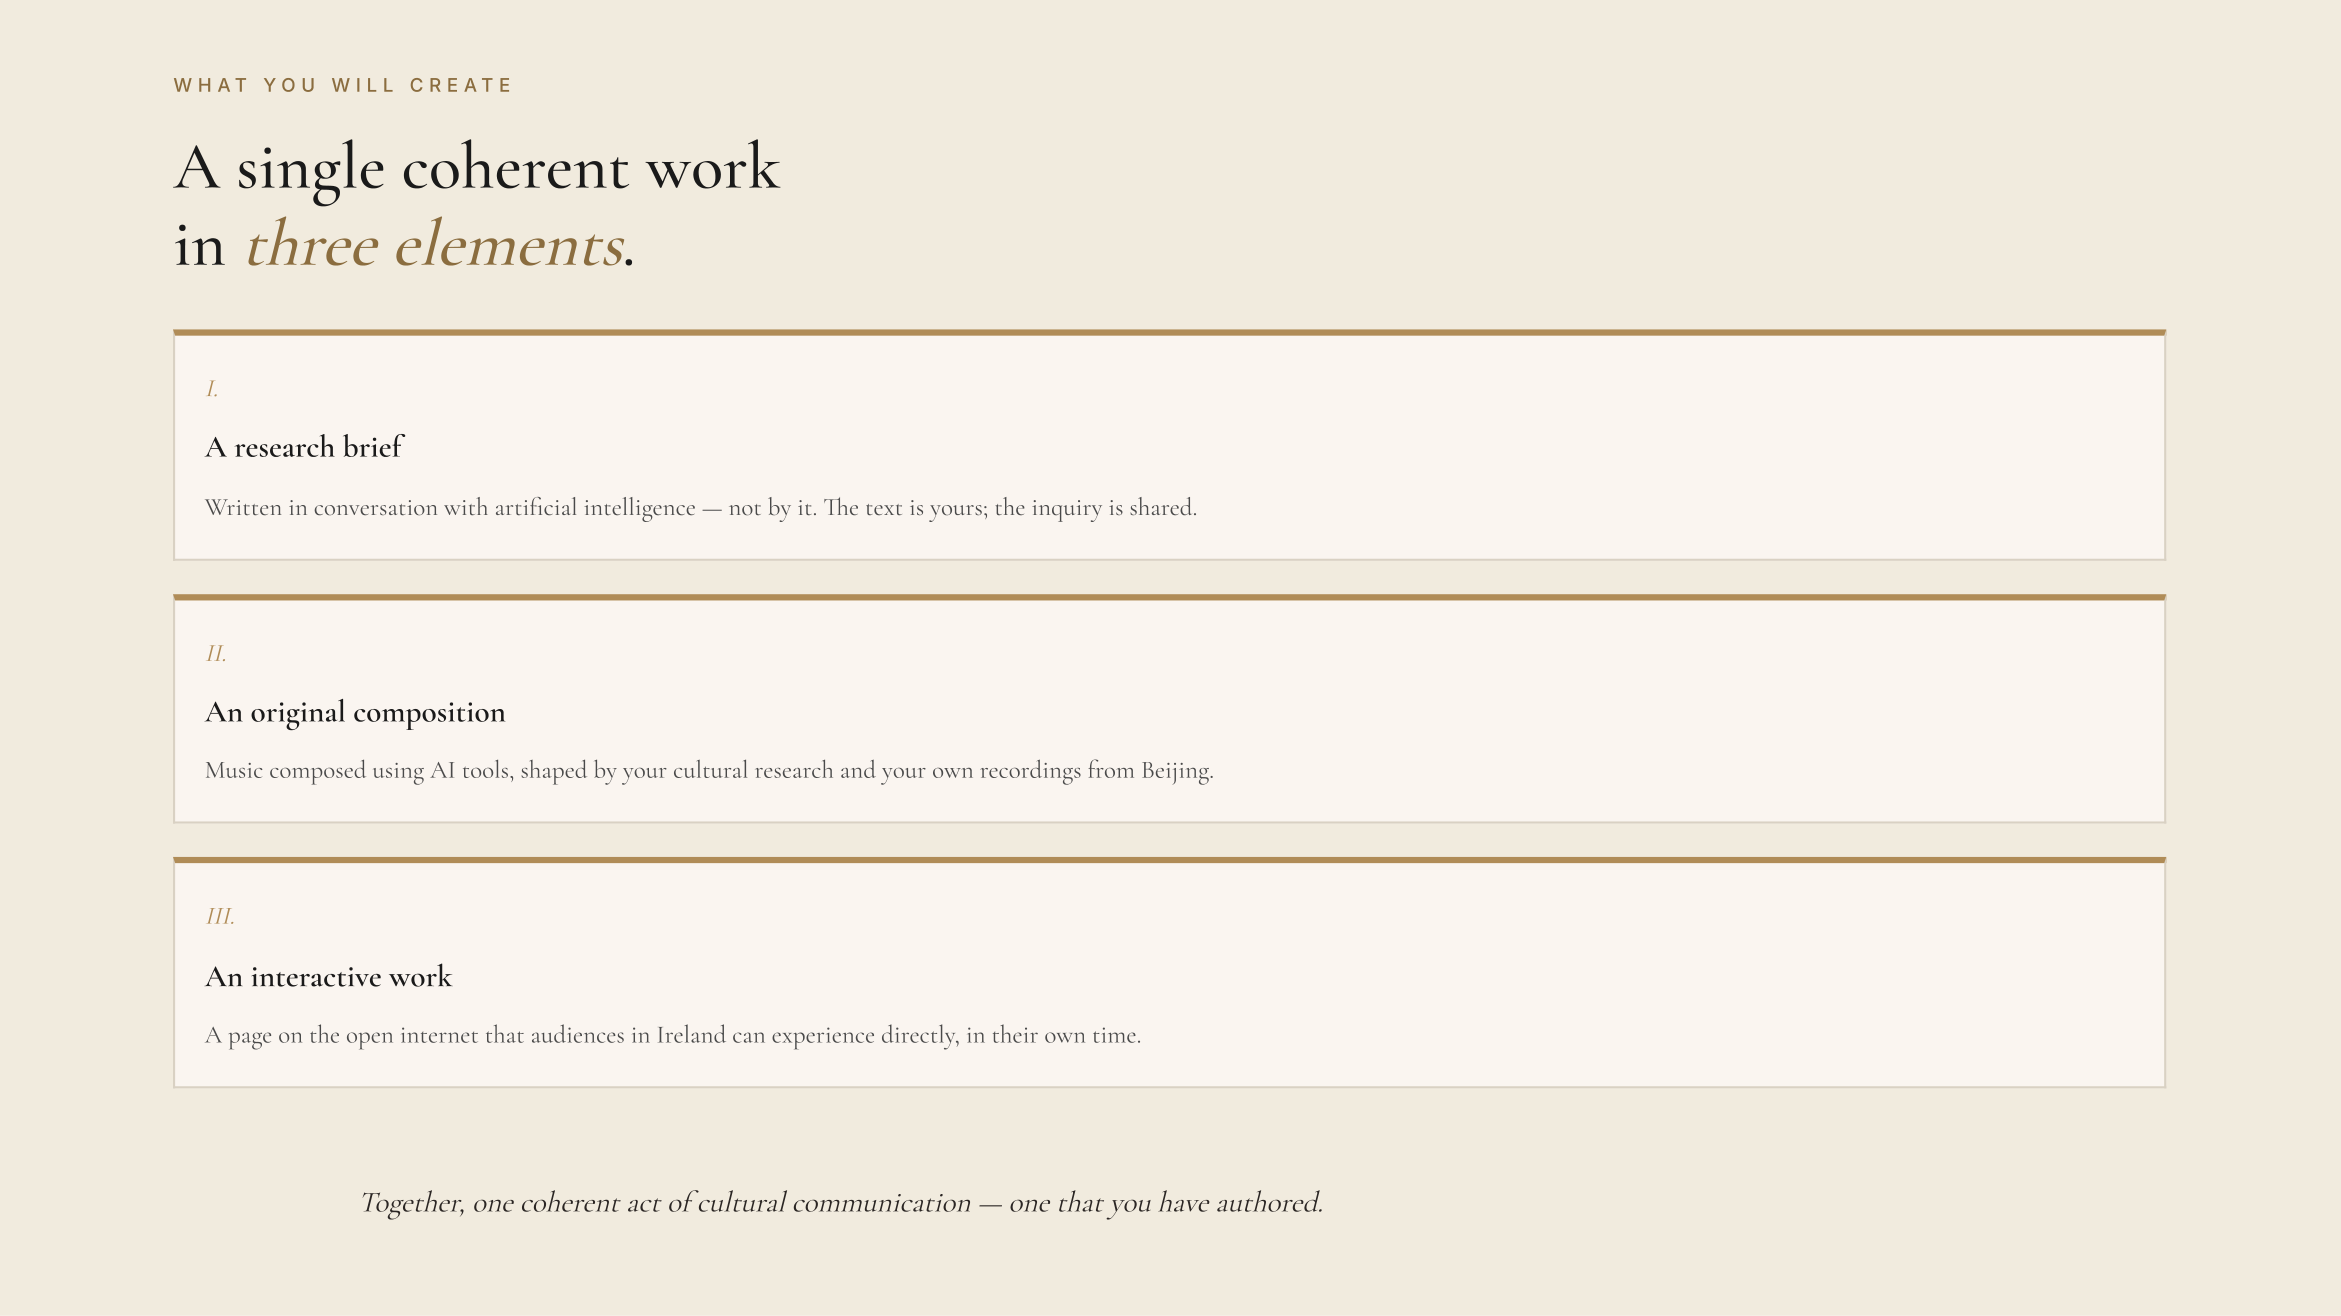 WHAT YOU WILL CREATE
A single coherent work
in three elements.
I.
A research brief
Written in conversation with artificial intelligence — not by it. The text is yours; the inquiry is shared.
II.
An original composition
Music composed using AI tools, shaped by your cultural research and your own recordings from Beijing.
III.
An interactive work
A page on the open internet that audiences in Ireland can experience directly, in their own time.
Together, one coherent act of cultural communication — one that you have authored.